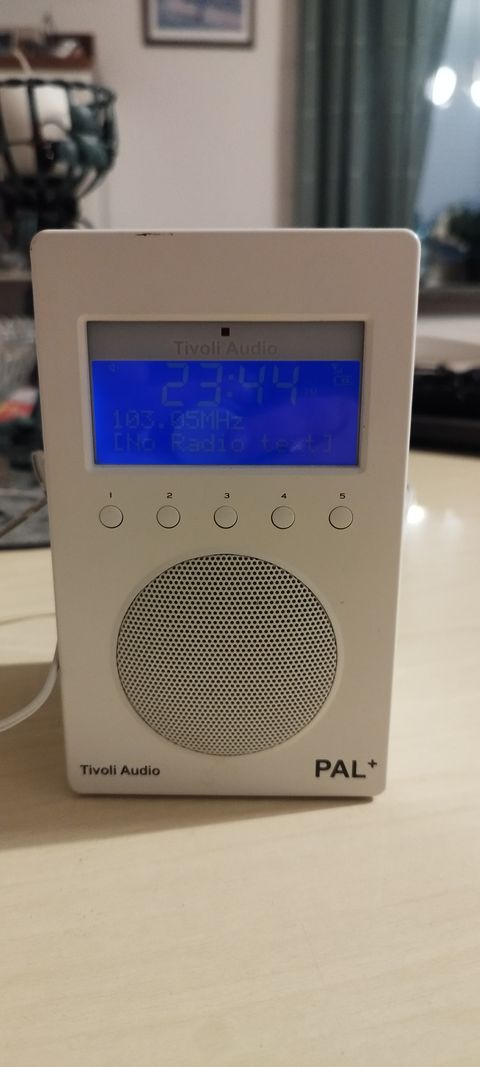 Tivoli Audio
23:44
103.05MHz
[No Radio text]
1 2 3 4 5
Tivoli Audio
PAL+